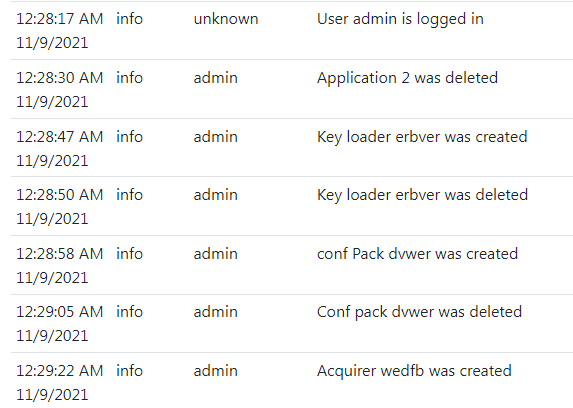 12:28:17 AM info unknown User admin is logged in
11/9/2021
12:28:30 AM info admin Application 2 was deleted
11/9/2021
12:28:47 AM info admin Key loader erbver was created
11/9/2021
12:28:50 AM info admin Key loader erbver was deleted
11/9/2021
12:28:58 AM info admin conf Pack dvwer was created
11/9/2021
12:29:05 AM info admin Conf pack dvwer was deleted
11/9/2021
12:29:22 AM info admin Acquirer wedfb was created
11/9/2021